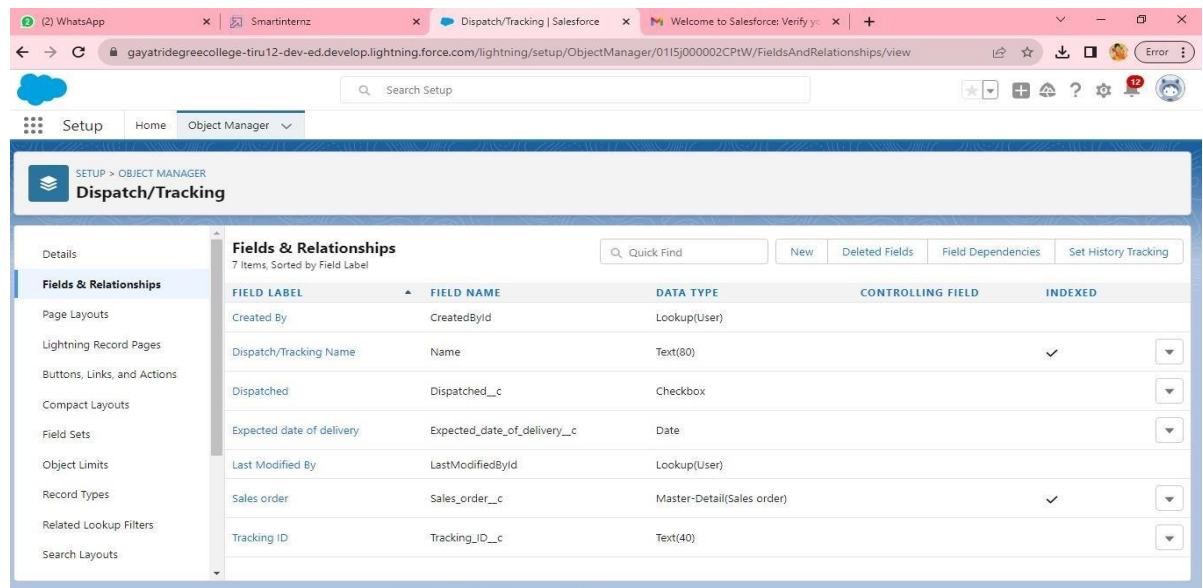 (2) WhatsApp
Smartinternz
Dispatch/Tracking | Salesforce
Welcome to Salesforce: Verify yo
gayatridegreecollege-tiru12-dev-ed.develop.lightning.force.com/lightning/setup/ObjectManager/01I5j000002CPtW/FieldsAndRelationships/view
Error
Search Setup
12
Setup Home Object Manager
SETUP > OBJECT MANAGER
Dispatch/Tracking
Details
Fields & Relationships
Page Layouts
Lightning Record Pages
Buttons, Links, and Actions
Compact Layouts
Field Sets
Object Limits
Record Types
Related Lookup Filters
Search Layouts
Fields & Relationships
7 Items, Sorted by Field Label
Quick Find New Deleted Fields Field Dependencies Set History Tracking
FIELD LABEL FIELD NAME DATA TYPE CONTROLLING FIELD INDEXED
Created By CreatedById Lookup(User)
Dispatch/Tracking Name Name Text(80)
Dispatched Dispatched__c Checkbox
Expected date of delivery Expected_date_of_delivery__c Date
Last Modified By LastModifiedById Lookup(User)
Sales order Sales_order__c Master-Detail(Sales order)
Tracking ID Tracking_ID__c Text(40)